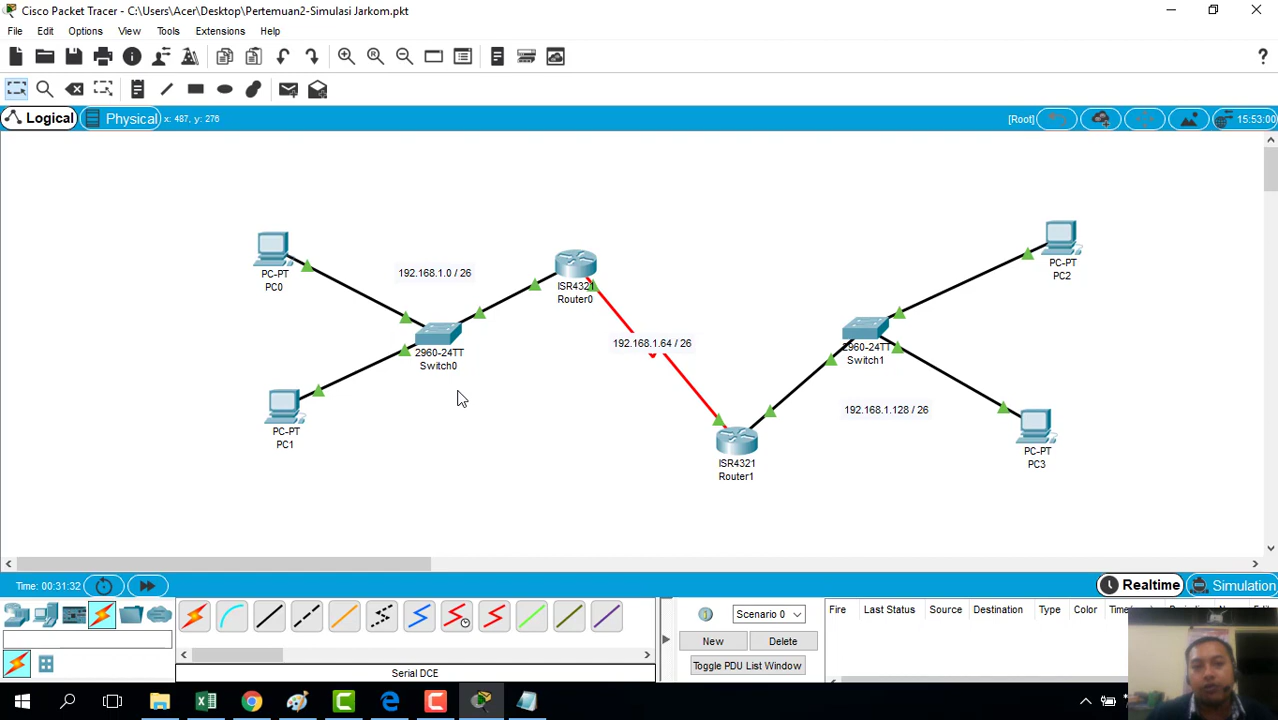 Cisco Packet Tracer - C:\Users\Acer\Desktop\Pertemuan2-Simulasi Jarkom.pkt
File Edit Options View Tools Extensions Help
Logical Physical x: 487, y: 276 [Root] 15:53:00
PC-PT
PC0
192.168.1.0 / 26
ISR4321
Router0
2960-24TT
Switch0
PC-PT
PC1
192.168.1.64 / 26
ISR4321
Router1
2960-24TT
Switch1
192.168.1.128 / 26
PC-PT
PC2
PC-PT
PC3
Time: 00:31:32 Realtime Simulation
Scenario 0
New Delete
Toggle PDU List Window
Fire Last Status Source Destination Type Color
Serial DCE